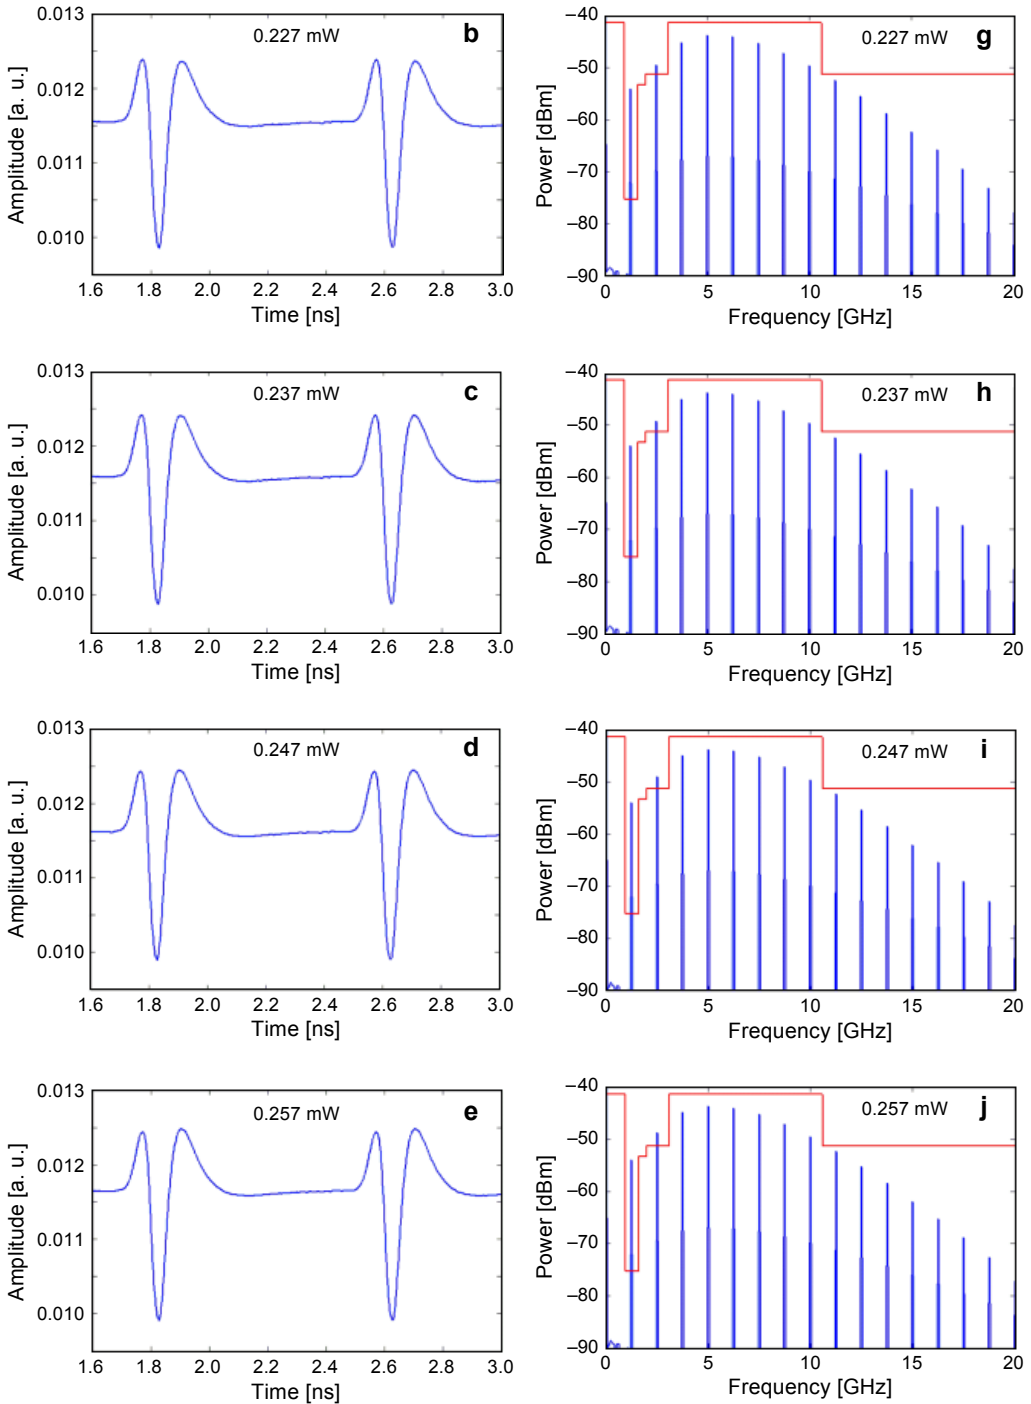 0.013
0.012
0.011
0.010
Amplitude [a. u.]
0.227 mW
b
1.6 1.8 2.0 2.2 2.4 2.6 2.8 3.0
Time [ns]
–40
–50
–60
–70
–80
–90
Power [dBm]
0.227 mW
g
0 5 10 15 20
Frequency [GHz]
0.013
0.012
0.011
0.010
Amplitude [a. u.]
0.237 mW
c
1.6 1.8 2.0 2.2 2.4 2.6 2.8 3.0
Time [ns]
–40
–50
–60
–70
–80
–90
Power [dBm]
0.237 mW
h
0 5 10 15 20
Frequency [GHz]
0.013
0.012
0.011
0.010
Amplitude [a. u.]
0.247 mW
d
1.6 1.8 2.0 2.2 2.4 2.6 2.8 3.0
Time [ns]
–40
–50
–60
–70
–80
–90
Power [dBm]
0.247 mW
i
0 5 10 15 20
Frequency [GHz]
0.013
0.012
0.011
0.010
Amplitude [a. u.]
0.257 mW
e
1.6 1.8 2.0 2.2 2.4 2.6 2.8 3.0
Time [ns]
–40
–50
–60
–70
–80
–90
Power [dBm]
0.257 mW
j
0 5 10 15 20
Frequency [GHz]